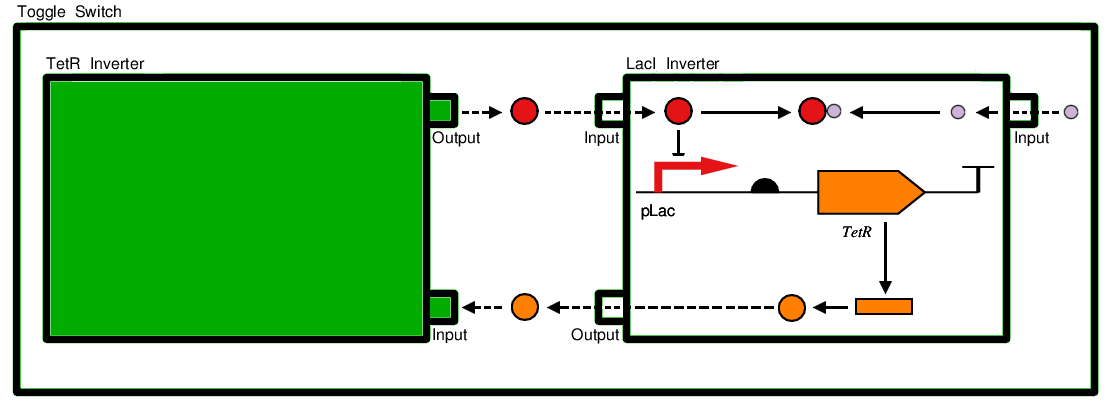 Toggle Switch
TetR Inverter
LacI Inverter
Output
Input
Input
pLac
TetR
Input
Output